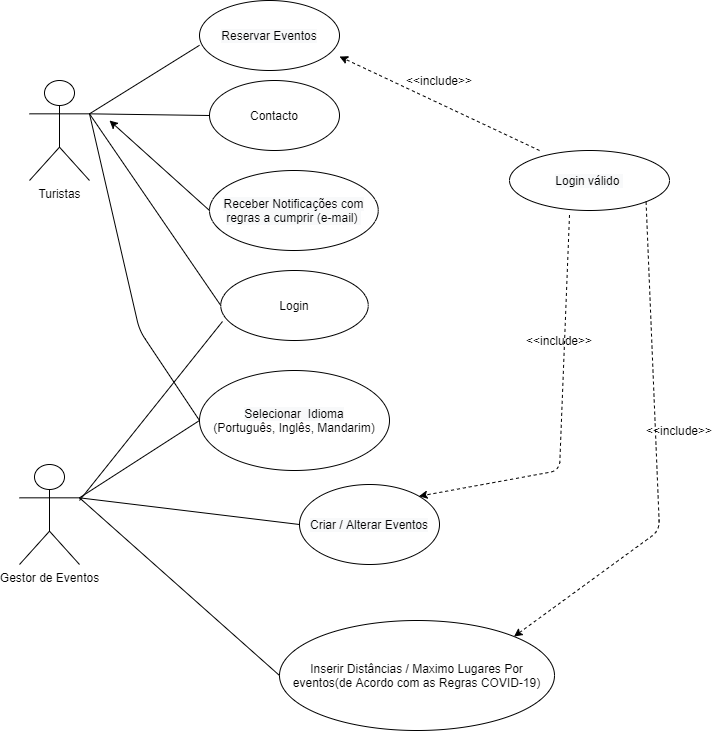 Reservar Eventos
<<include>>
Contacto
Login válido
Turistas
Receber Notificações com
regras a cumprir (e-mail)
Login
<<include>>
Selecionar  Idioma
(Português, Inglês, Mandarim)
<<include>>
Criar / Alterar Eventos
Gestor de Eventos
Inserir Distâncias / Maximo Lugares Por
eventos(de Acordo com as Regras COVID-19)